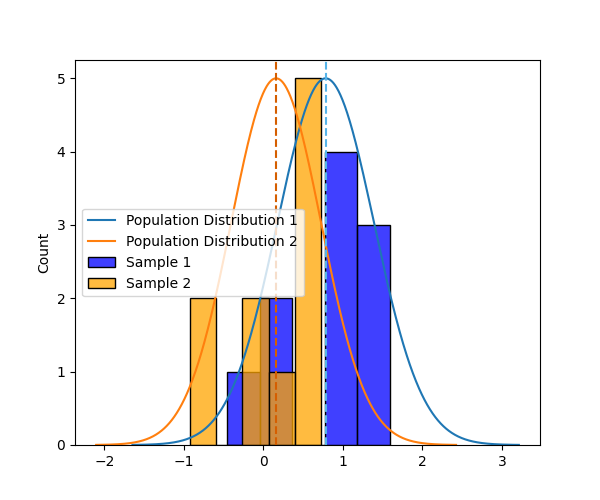 5
4
3
2
1
0
Count
Population Distribution 1
Population Distribution 2
Sample 1
Sample 2
−2 −1 0 1 2 3